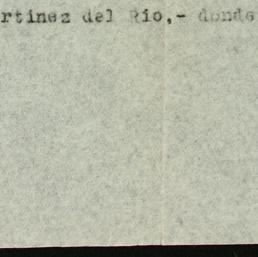 rtinez del Rio,- donde